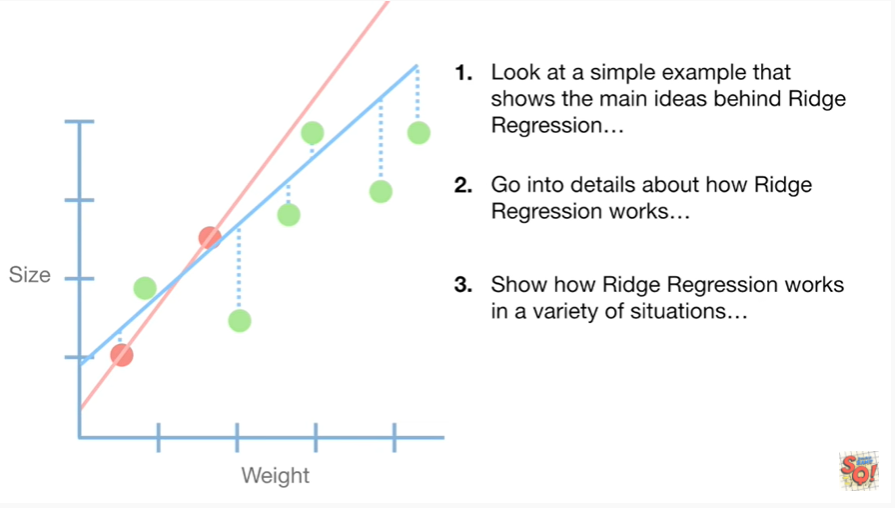 1. Look at a simple example that
shows the main ideas behind Ridge
Regression…
2. Go into details about how Ridge
Regression works…
3. Show how Ridge Regression works
in a variety of situations…
Size
Weight
SQ!